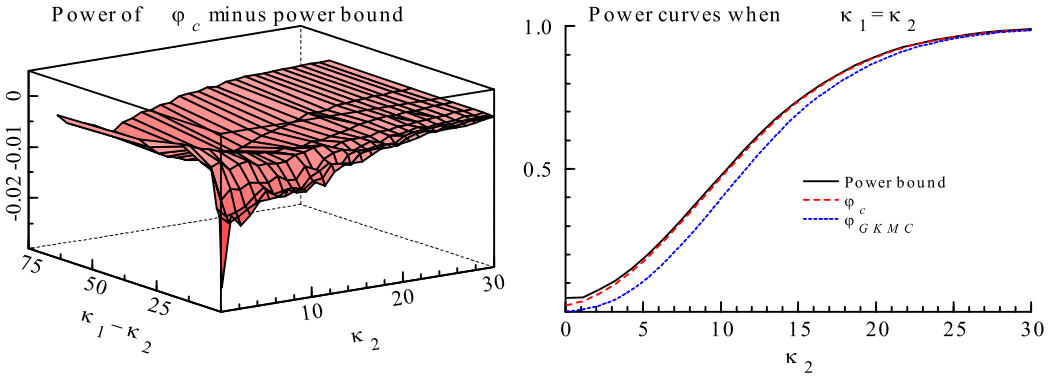 Power of φc minus power bound
0
-0.01
-0.02
75
50
25
κ1−κ2
10
20
30
κ2
Power curves when κ1=κ2
1.0
0.5
Power bound
φc
φGKMC
0
5
10
15
20
25
30
κ2